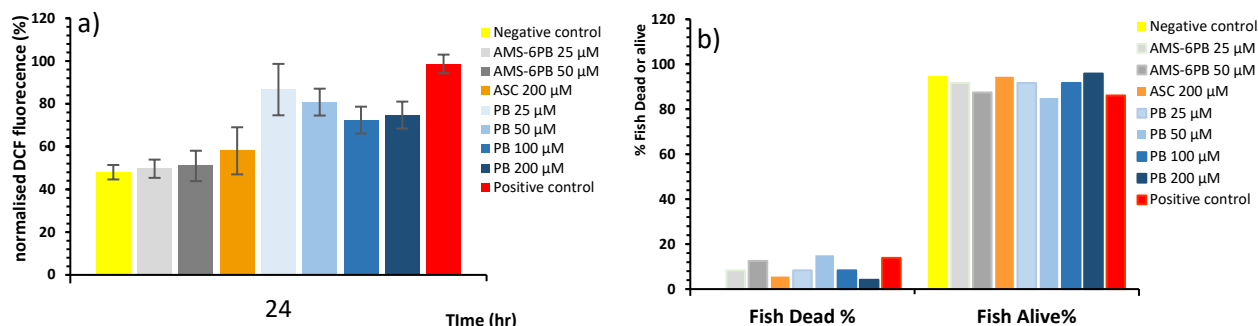 a)
normalised DCF fluorecence (%)
120
100
80
60
40
20
0
24
TIme (hr)
Negative control
AMS-6PB 25 µM
AMS-6PB 50 µM
ASC 200 µM
PB 25 µM
PB 50 µM
PB 100 µM
PB 200 µM
Positive control
b)
% Fish Dead or alive
120
100
80
60
40
20
0
Fish Dead %
Fish Alive%
Negative control
AMS-6PB 25 µM
AMS-6PB 50 µM
ASC 200 µM
PB 25 µM
PB 50 µM
PB 100 µM
PB 200 µM
Positive control